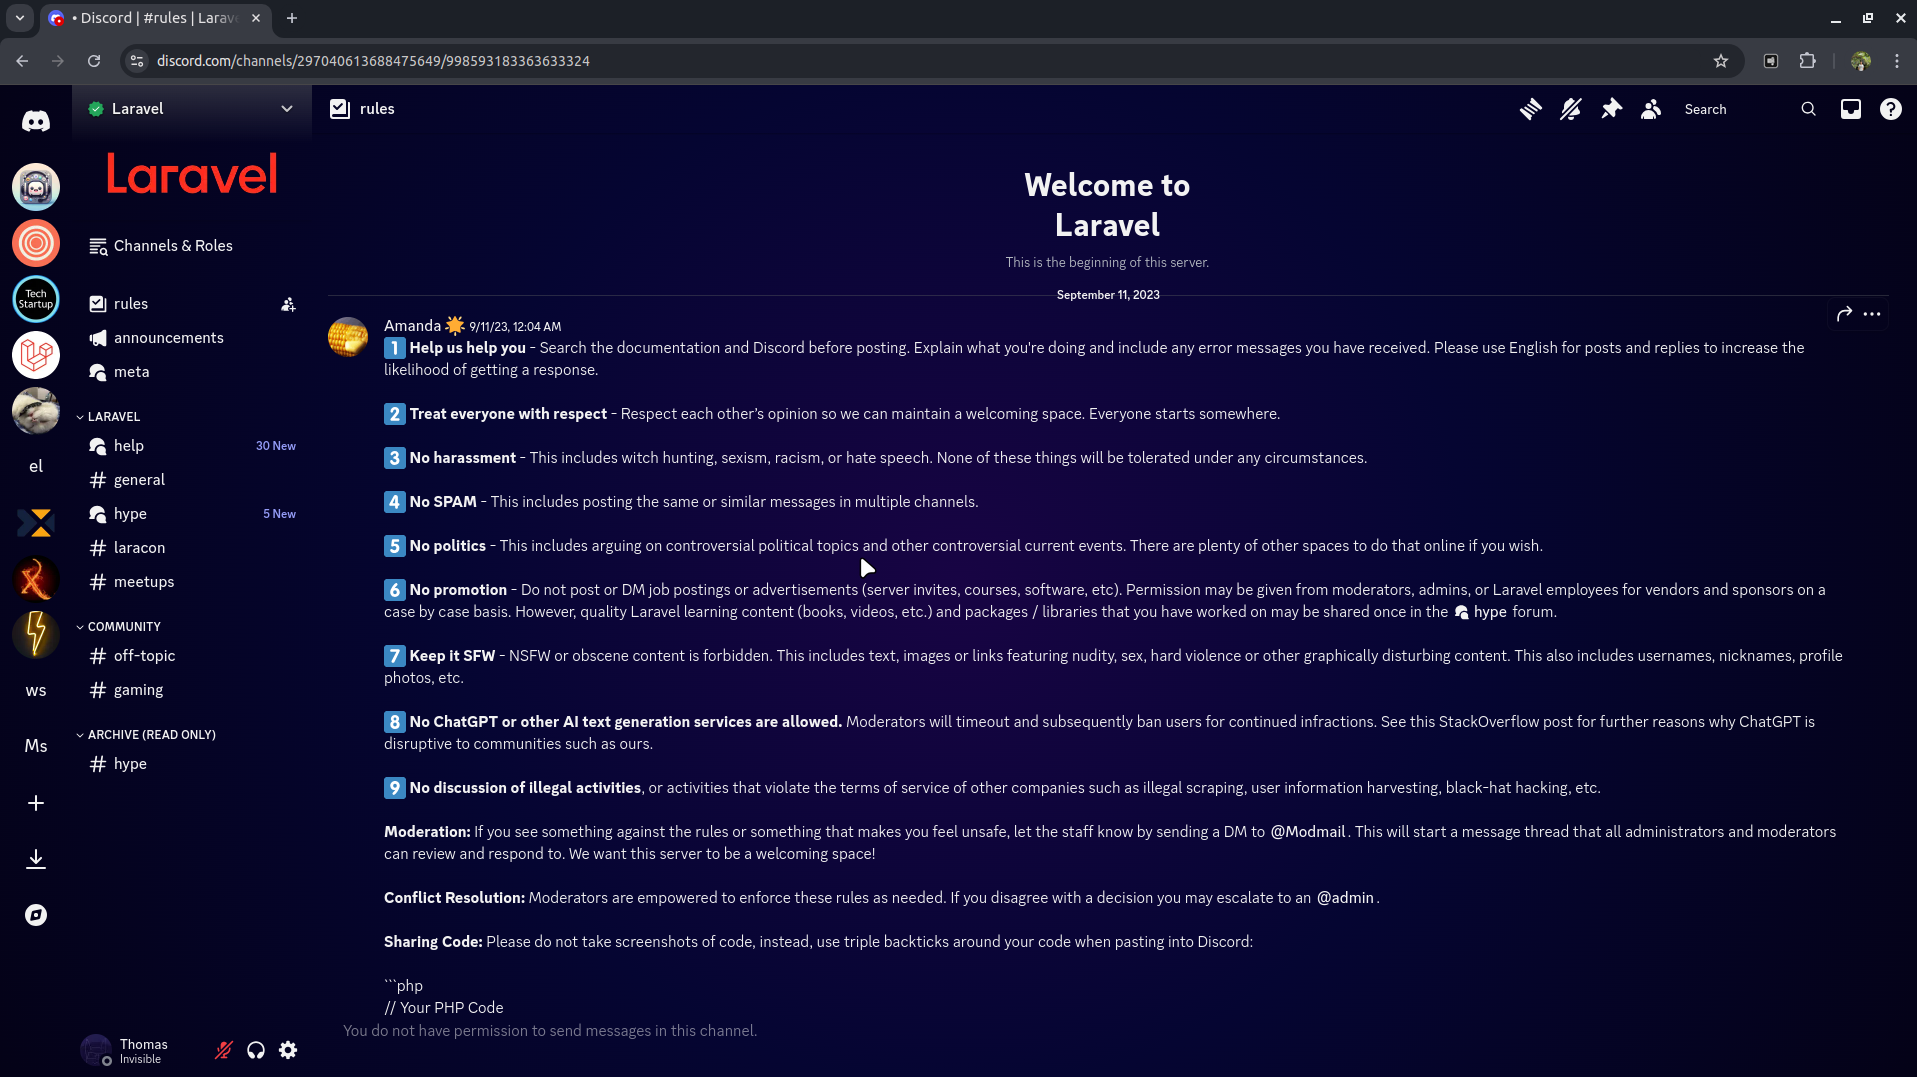 • Discord | #rules | Larav
discord.com/channels/297040613688475649/998593183363633324
Laravel
rules
Search
Laravel
Channels & Roles
rules
announcements
meta
LARAVEL
help 30 New
general
hype 5 New
laracon
meetups
COMMUNITY
off-topic
gaming
ARCHIVE (READ ONLY)
hype
Tech
Startup
el
ws
Ms
Thomas
Invisible
Welcome to
Laravel
This is the beginning of this server.
September 11, 2023
Amanda 9/11/23, 12:04 AM
1 Help us help you - Search the documentation and Discord before posting. Explain what you're doing and include any error messages you have received. Please use English for posts and replies to increase the
likelihood of getting a response.
2 Treat everyone with respect - Respect each other's opinion so we can maintain a welcoming space. Everyone starts somewhere.
3 No harassment - This includes witch hunting, sexism, racism, or hate speech. None of these things will be tolerated under any circumstances.
4 No SPAM - This includes posting the same or similar messages in multiple channels.
5 No politics - This includes arguing on controversial political topics and other controversial current events. There are plenty of other spaces to do that online if you wish.
6 No promotion - Do not post or DM job postings or advertisements (server invites, courses, software, etc). Permission may be given from moderators, admins, or Laravel employees for vendors and sponsors on a
case by case basis. However, quality Laravel learning content (books, videos, etc.) and packages / libraries that you have worked on may be shared once in the hype forum.
7 Keep it SFW - NSFW or obscene content is forbidden. This includes text, images or links featuring nudity, sex, hard violence or other graphically disturbing content. This also includes usernames, nicknames, profile
photos, etc.
8 No ChatGPT or other AI text generation services are allowed. Moderators will timeout and subsequently ban users for continued infractions. See this StackOverflow post for further reasons why ChatGPT is
disruptive to communities such as ours.
9 No discussion of illegal activities, or activities that violate the terms of service of other companies such as illegal scraping, user information harvesting, black-hat hacking, etc.
Moderation: If you see something against the rules or something that makes you feel unsafe, let the staff know by sending a DM to @Modmail. This will start a message thread that all administrators and moderators
can review and respond to. We want this server to be a welcoming space!
Conflict Resolution: Moderators are empowered to enforce these rules as needed. If you disagree with a decision you may escalate to an @admin.
Sharing Code: Please do not take screenshots of code, instead, use triple backticks around your code when pasting into Discord:
```php
// Your PHP Code
You do not have permission to send messages in this channel.